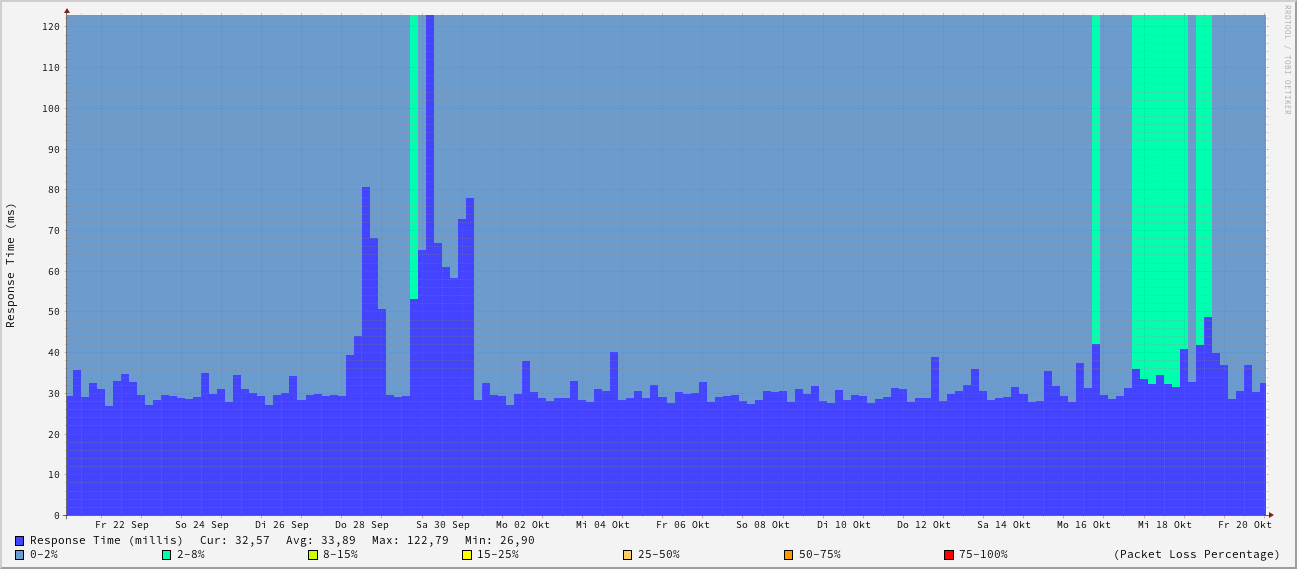 RRDTOOL / TOBI OETIKER
Response Time (ms)
120
110
100
90
80
70
60
50
40
30
20
10
0
Fr 22 Sep So 24 Sep Di 26 Sep Do 28 Sep Sa 30 Sep Mo 02 Okt Mi 04 Okt Fr 06 Okt So 08 Okt Di 10 Okt Do 12 Okt Sa 14 Okt Mo 16 Okt Mi 18 Okt Fr 20 Okt
Response Time (millis) Cur: 32,57 Avg: 33,89 Max: 122,79 Min: 26,90
0-2% 2-8% 8-15% 15-25% 25-50% 50-75% 75-100% (Packet Loss Percentage)